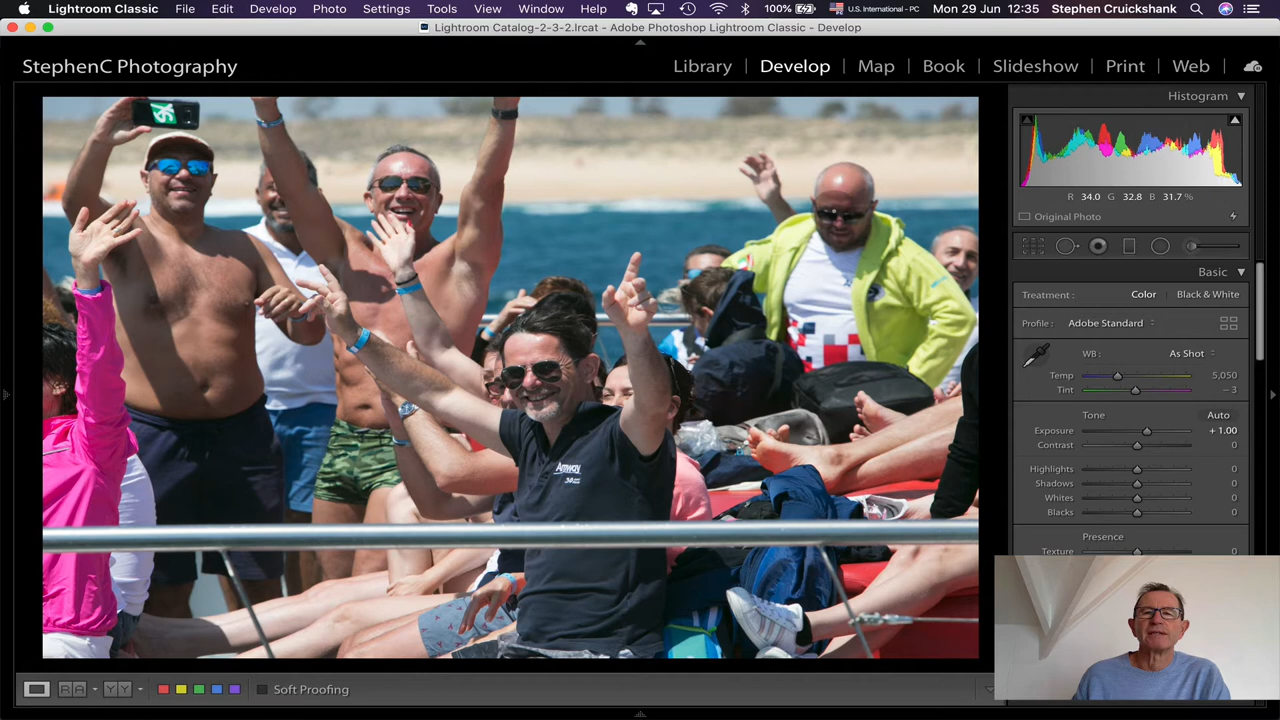 Lightroom Classic File Edit Develop Photo Settings Tools View Window Help 100% U.S. International - PC Mon 29 Jun 12:35 Stephen Cruickshank
Lightroom Catalog-2-3-2.lrcat - Adobe Photoshop Lightroom Classic - Develop
StephenC Photography
Library | Develop | Map | Book | Slideshow | Print | Web
Histogram
R 34.0 G 32.8 B 31.7 %
Original Photo
Basic
Treatment : Color Black & White
Profile : Adobe Standard
WB : As Shot
Temp 5,050
Tint − 3
Tone Auto
Exposure + 1.00
Contrast 0
Highlights 0
Shadows 0
Whites 0
Blacks 0
Presence
Texture 0
Amway
R A Y Y Soft Proofing